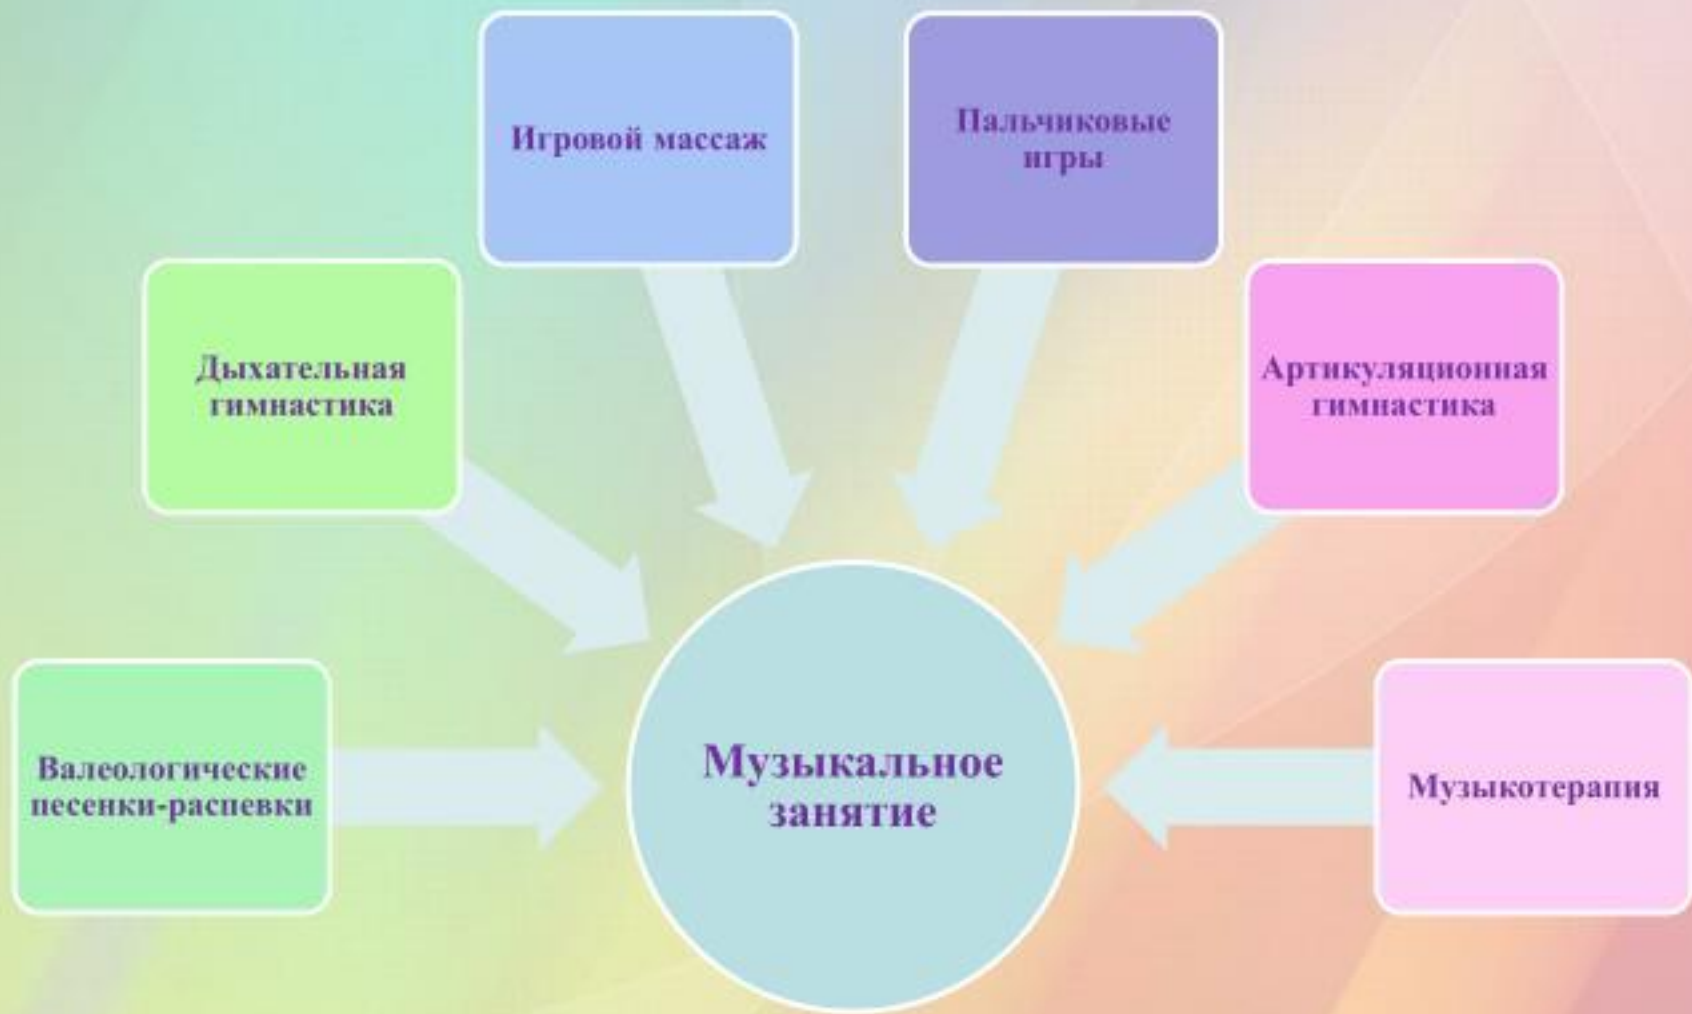 Игровой массаж
Пальчиковые
игры
Дыхательная
гимнастика
Артикуляционная
гимнастика
Валеологические
песенки-распевки
Музыкальное
занятие
Музыкотерапия